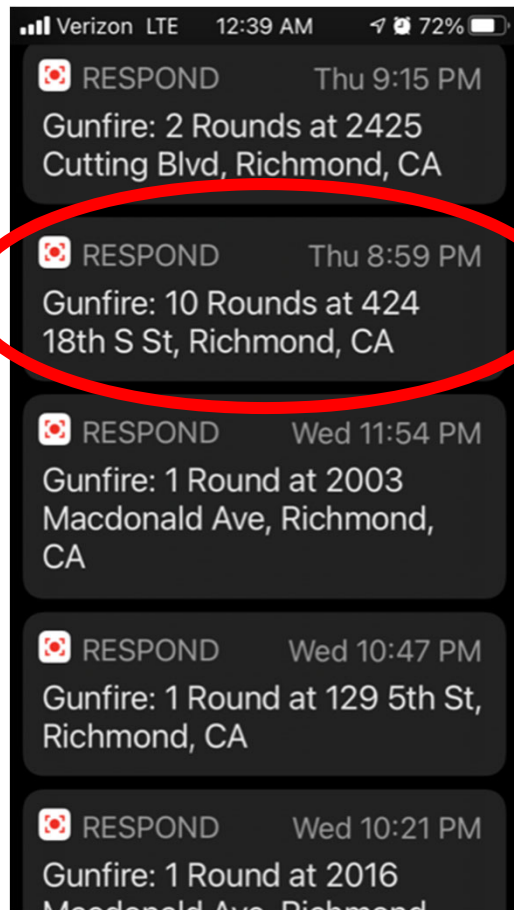 Verizon LTE 12:39 AM 72%
RESPOND Thu 9:15 PM
Gunfire: 2 Rounds at 2425
Cutting Blvd, Richmond, CA
RESPOND Thu 8:59 PM
Gunfire: 10 Rounds at 424
18th S St, Richmond, CA
RESPOND Wed 11:54 PM
Gunfire: 1 Round at 2003
Macdonald Ave, Richmond,
CA
RESPOND Wed 10:47 PM
Gunfire: 1 Round at 129 5th St,
Richmond, CA
RESPOND Wed 10:21 PM
Gunfire: 1 Round at 2016
Macdonald Ave, Richmond